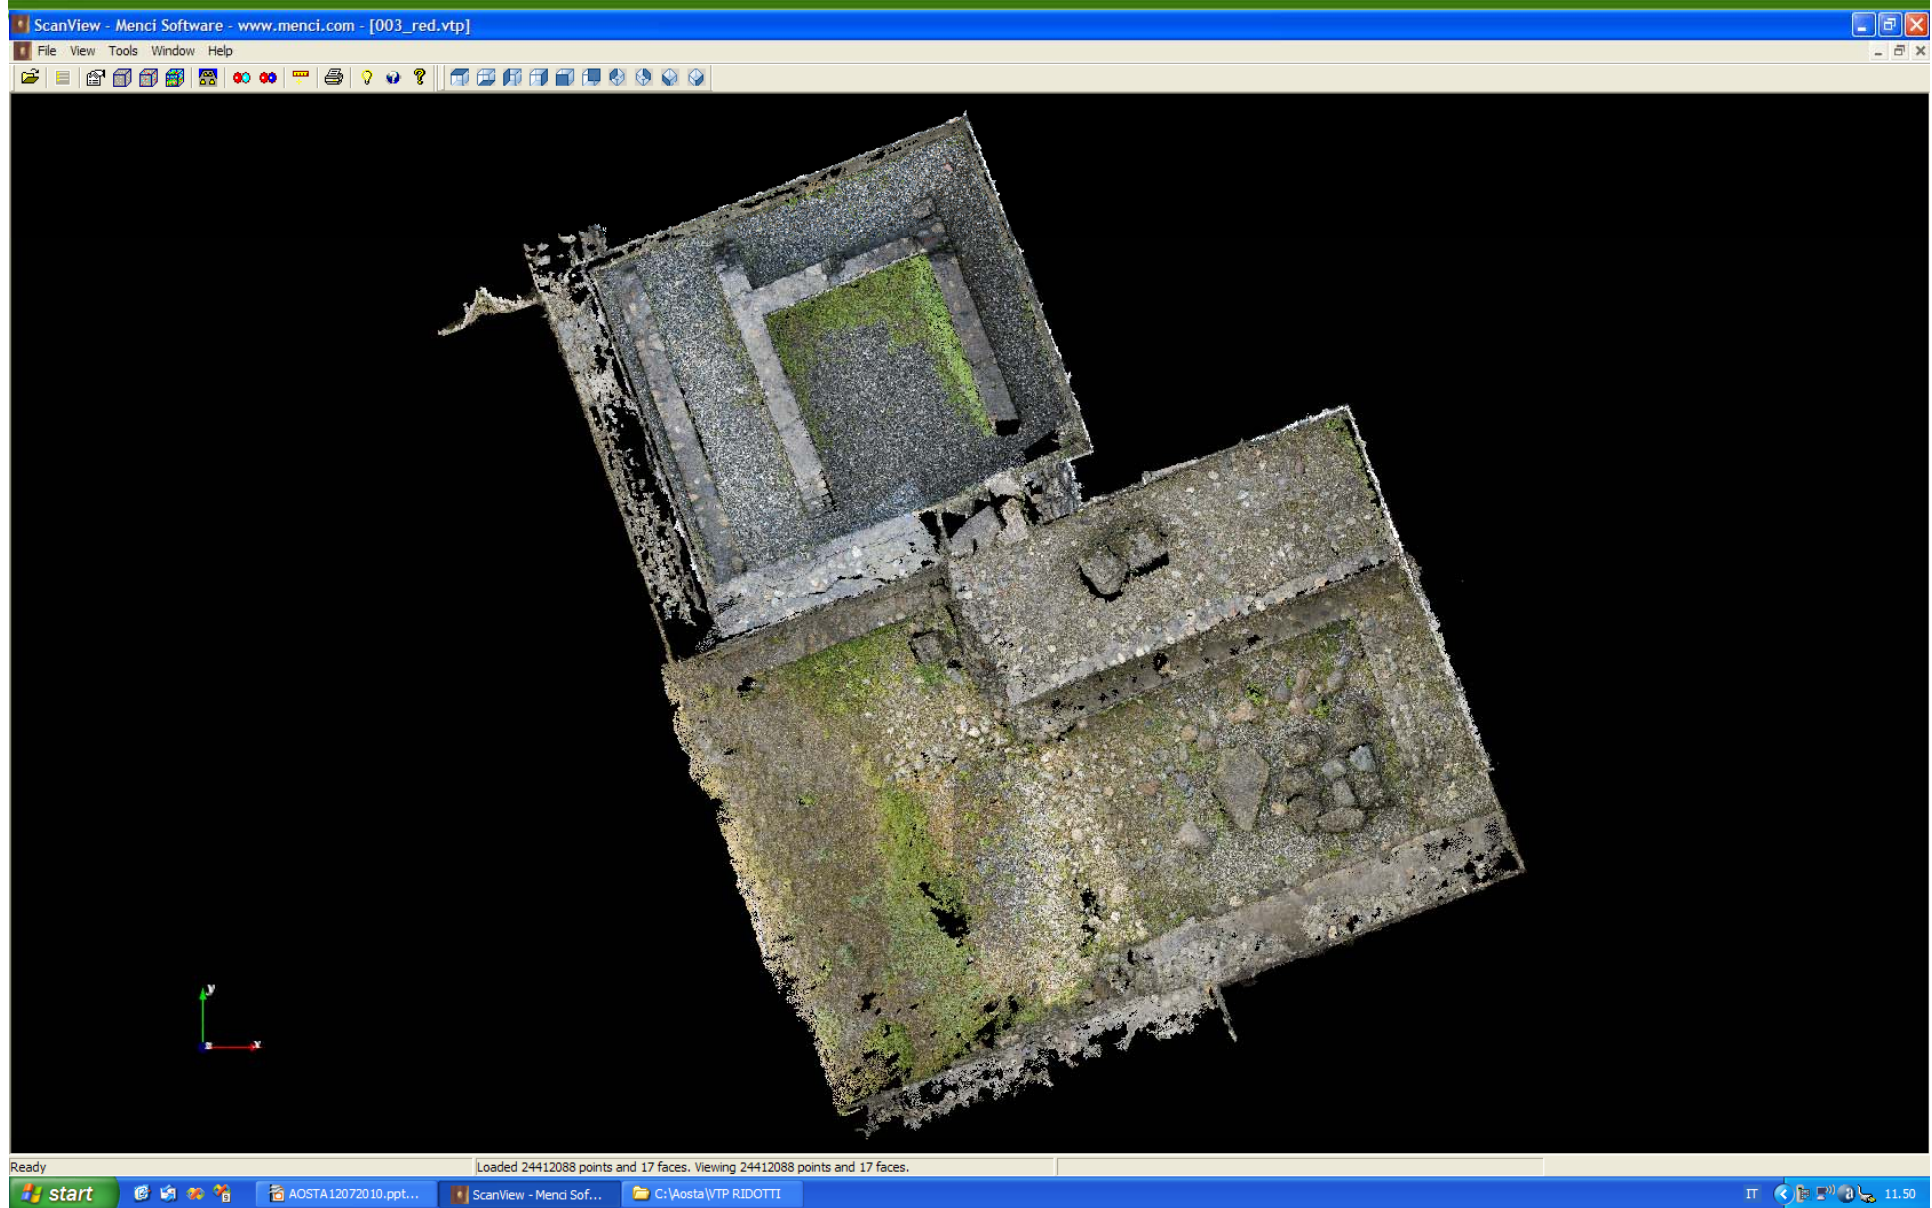 ScanView - Menci Software - www.menci.com - [003_red.vtp]
File View Tools Window Help
y
x
Ready
Loaded 24412088 points and 17 faces. Viewing 24412088 points and 17 faces.
start
AOSTA12072010.ppt...
ScanView - Menci Sof...
C:\Aosta\VTP RIDOTTI
IT
11.50